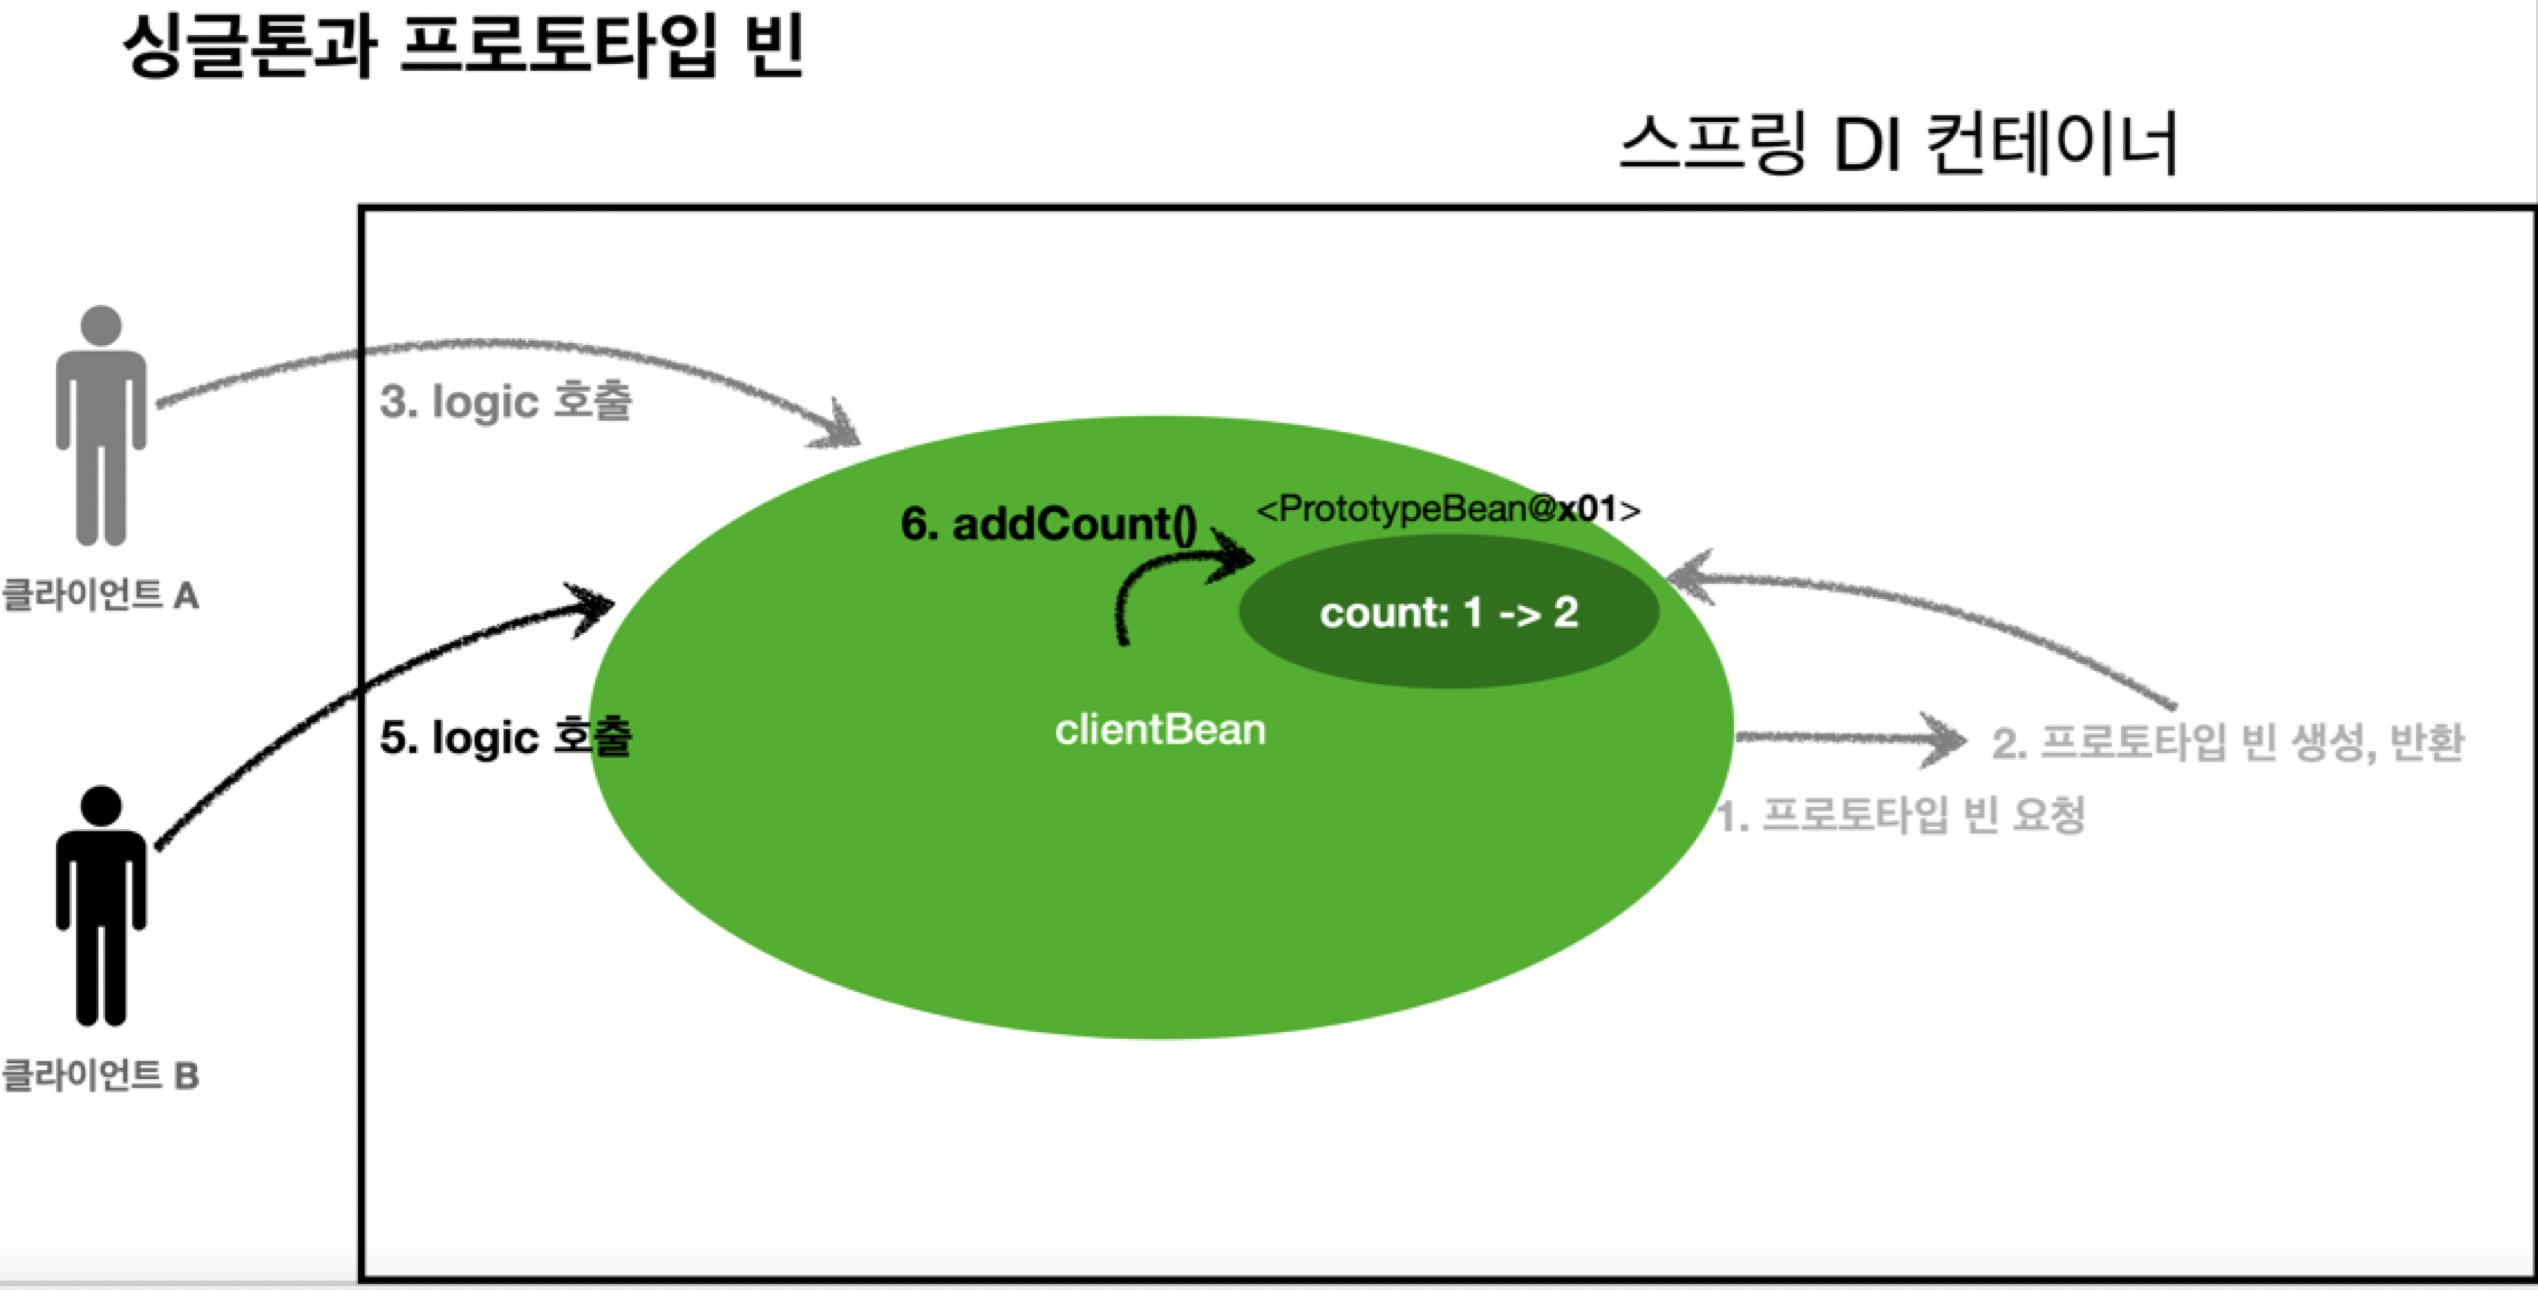 싱글톤과 프로토타입 빈
스프링 DI 컨테이너
3. logic 호출
6. addCount()
<PrototypeBean@x01>
클라이언트 A
count: 1 -> 2
5. logic 호출
clientBean
2. 프로토타입 빈 생성, 반환
1. 프로토타입 빈 요청
클라이언트 B